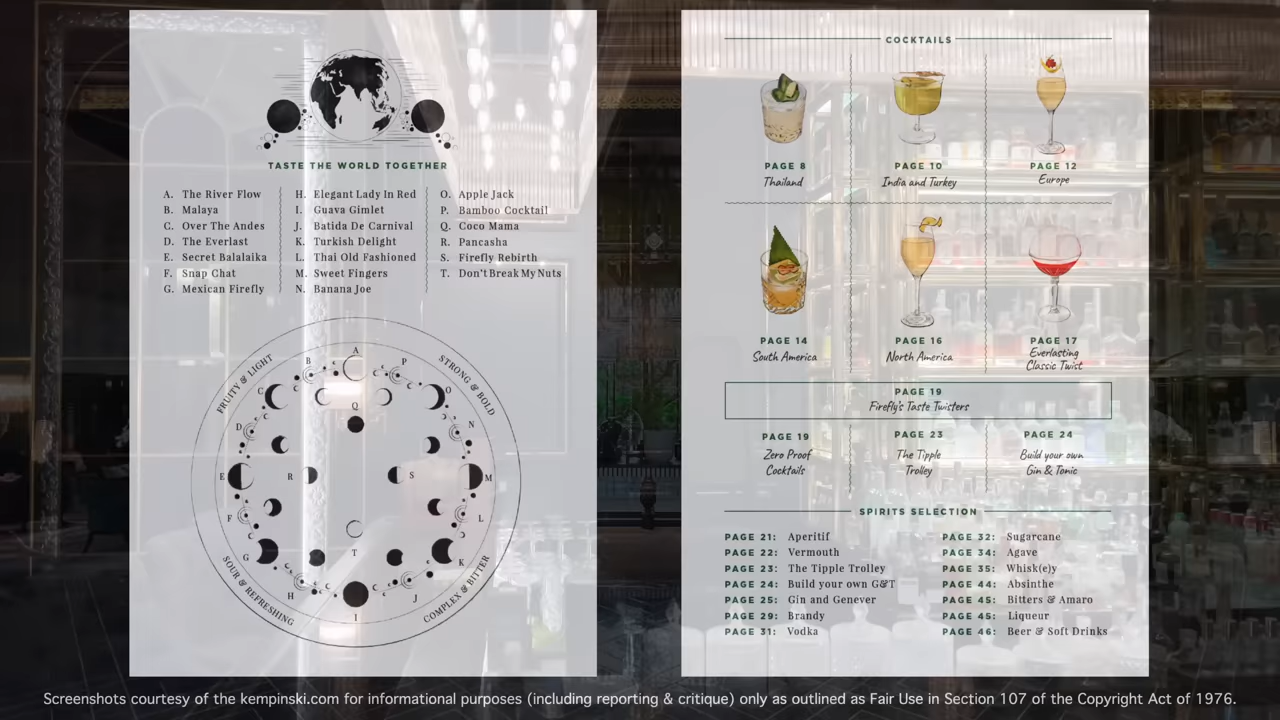 TASTE THE WORLD TOGETHER
A. The River Flow
B. Malaya
C. Over The Andes
D. The Everlast
E. Secret Balalaika
F. Snap Chat
G. Mexican Firefly
H. Elegant Lady In Red
I. Guava Gimlet
J. Batida De Carnival
K. Turkish Delight
L. Thai Old Fashioned
M. Sweet Fingers
N. Banana Joe
O. Apple Jack
P. Bamboo Cocktail
Q. Coco Mama
R. Pancasha
S. Firefly Rebirth
T. Don't Break My Nuts
FRUITY & LIGHT
STRONG & BOLD
SOUR & REFRESHING
COMPLEX & BITTER
A
B
P
C
O
Q
D
N
E
R
S
M
F
L
G
T
K
H
J
I
COCKTAILS
PAGE 8
Thailand
PAGE 10
India and Turkey
PAGE 12
Europe
PAGE 14
South America
PAGE 16
North America
PAGE 17
Everlasting
Classic Twist
PAGE 19
Firefly's Taste Twisters
PAGE 19
Zero Proof
Cocktails
PAGE 23
The Tipple
Trolley
PAGE 24
Build your own
Gin & Tonic
SPIRITS SELECTION
PAGE 21: Aperitif
PAGE 22: Vermouth
PAGE 23: The Tipple Trolley
PAGE 24: Build your own G&T
PAGE 25: Gin and Genever
PAGE 29: Brandy
PAGE 31: Vodka
PAGE 32: Sugarcane
PAGE 34: Agave
PAGE 35: Whisk(e)y
PAGE 44: Absinthe
PAGE 45: Bitters & Amaro
PAGE 45: Liqueur
PAGE 46: Beer & Soft Drinks
Screenshots courtesy of the kempinski.com for informational purposes (including reporting & critique) only as outlined as Fair Use in Section 107 of the Copyright Act of 1976.